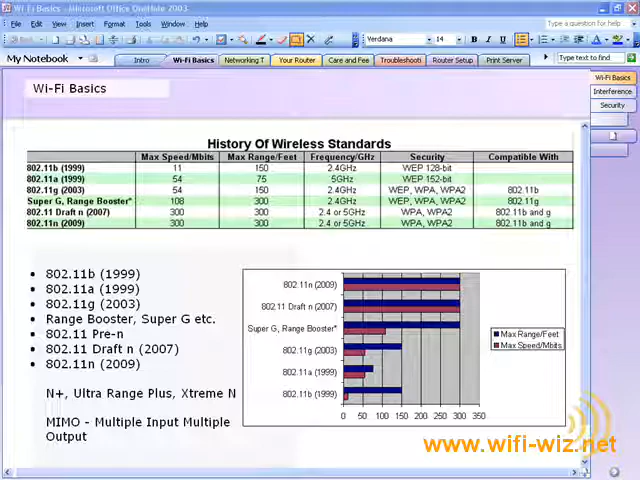 Wi-Fi Basics - Microsoft Office OneNote 2003
File Edit View Insert Format Tools Window Help
Type a question for help
Back
Verdana 14 B I U
My Notebook Intro Wi-Fi Basics Networking T Your Router Care and Fee Troubleshooti Router Setup Print Server Type text to find
Wi-Fi Basics
Interference
Security
Wi-Fi Basics
History Of Wireless Standards
Max Speed/Mbits Max Range/Feet Frequency/GHz Security Compatible With
802.11b (1999) 11 150 2.4GHz WEP 128-bit
802.11a (1999) 54 75 5GHz WEP 152-bit
802.11g (2003) 54 150 2.4GHz WEP, WPA, WPA2 802.11b
Super G, Range Booster* 108 300 2.4GHz WEP, WPA, WPA2 802.11g
802.11 Draft n (2007) 300 300 2.4 or 5GHz WPA, WPA2 802.11b and g
802.11n (2009) 300 300 2.4 or 5GHz WPA, WPA2 802.11b and g
• 802.11b (1999)
• 802.11a (1999)
• 802.11g (2003)
• Range Booster, Super G etc.
• 802.11 Pre-n
• 802.11 Draft n (2007)
• 802.11n (2009)
N+, Ultra Range Plus, Xtreme N
MIMO - Multiple Input Multiple
Output
802.11n (2009)
802.11 Draft n (2007)
Super G, Range Booster*
802.11g (2003)
802.11a (1999)
802.11b (1999)
0 50 100 150 200 250 300 350
Max Range/Feet
Max Speed/Mbits
www.wifi-wiz.net